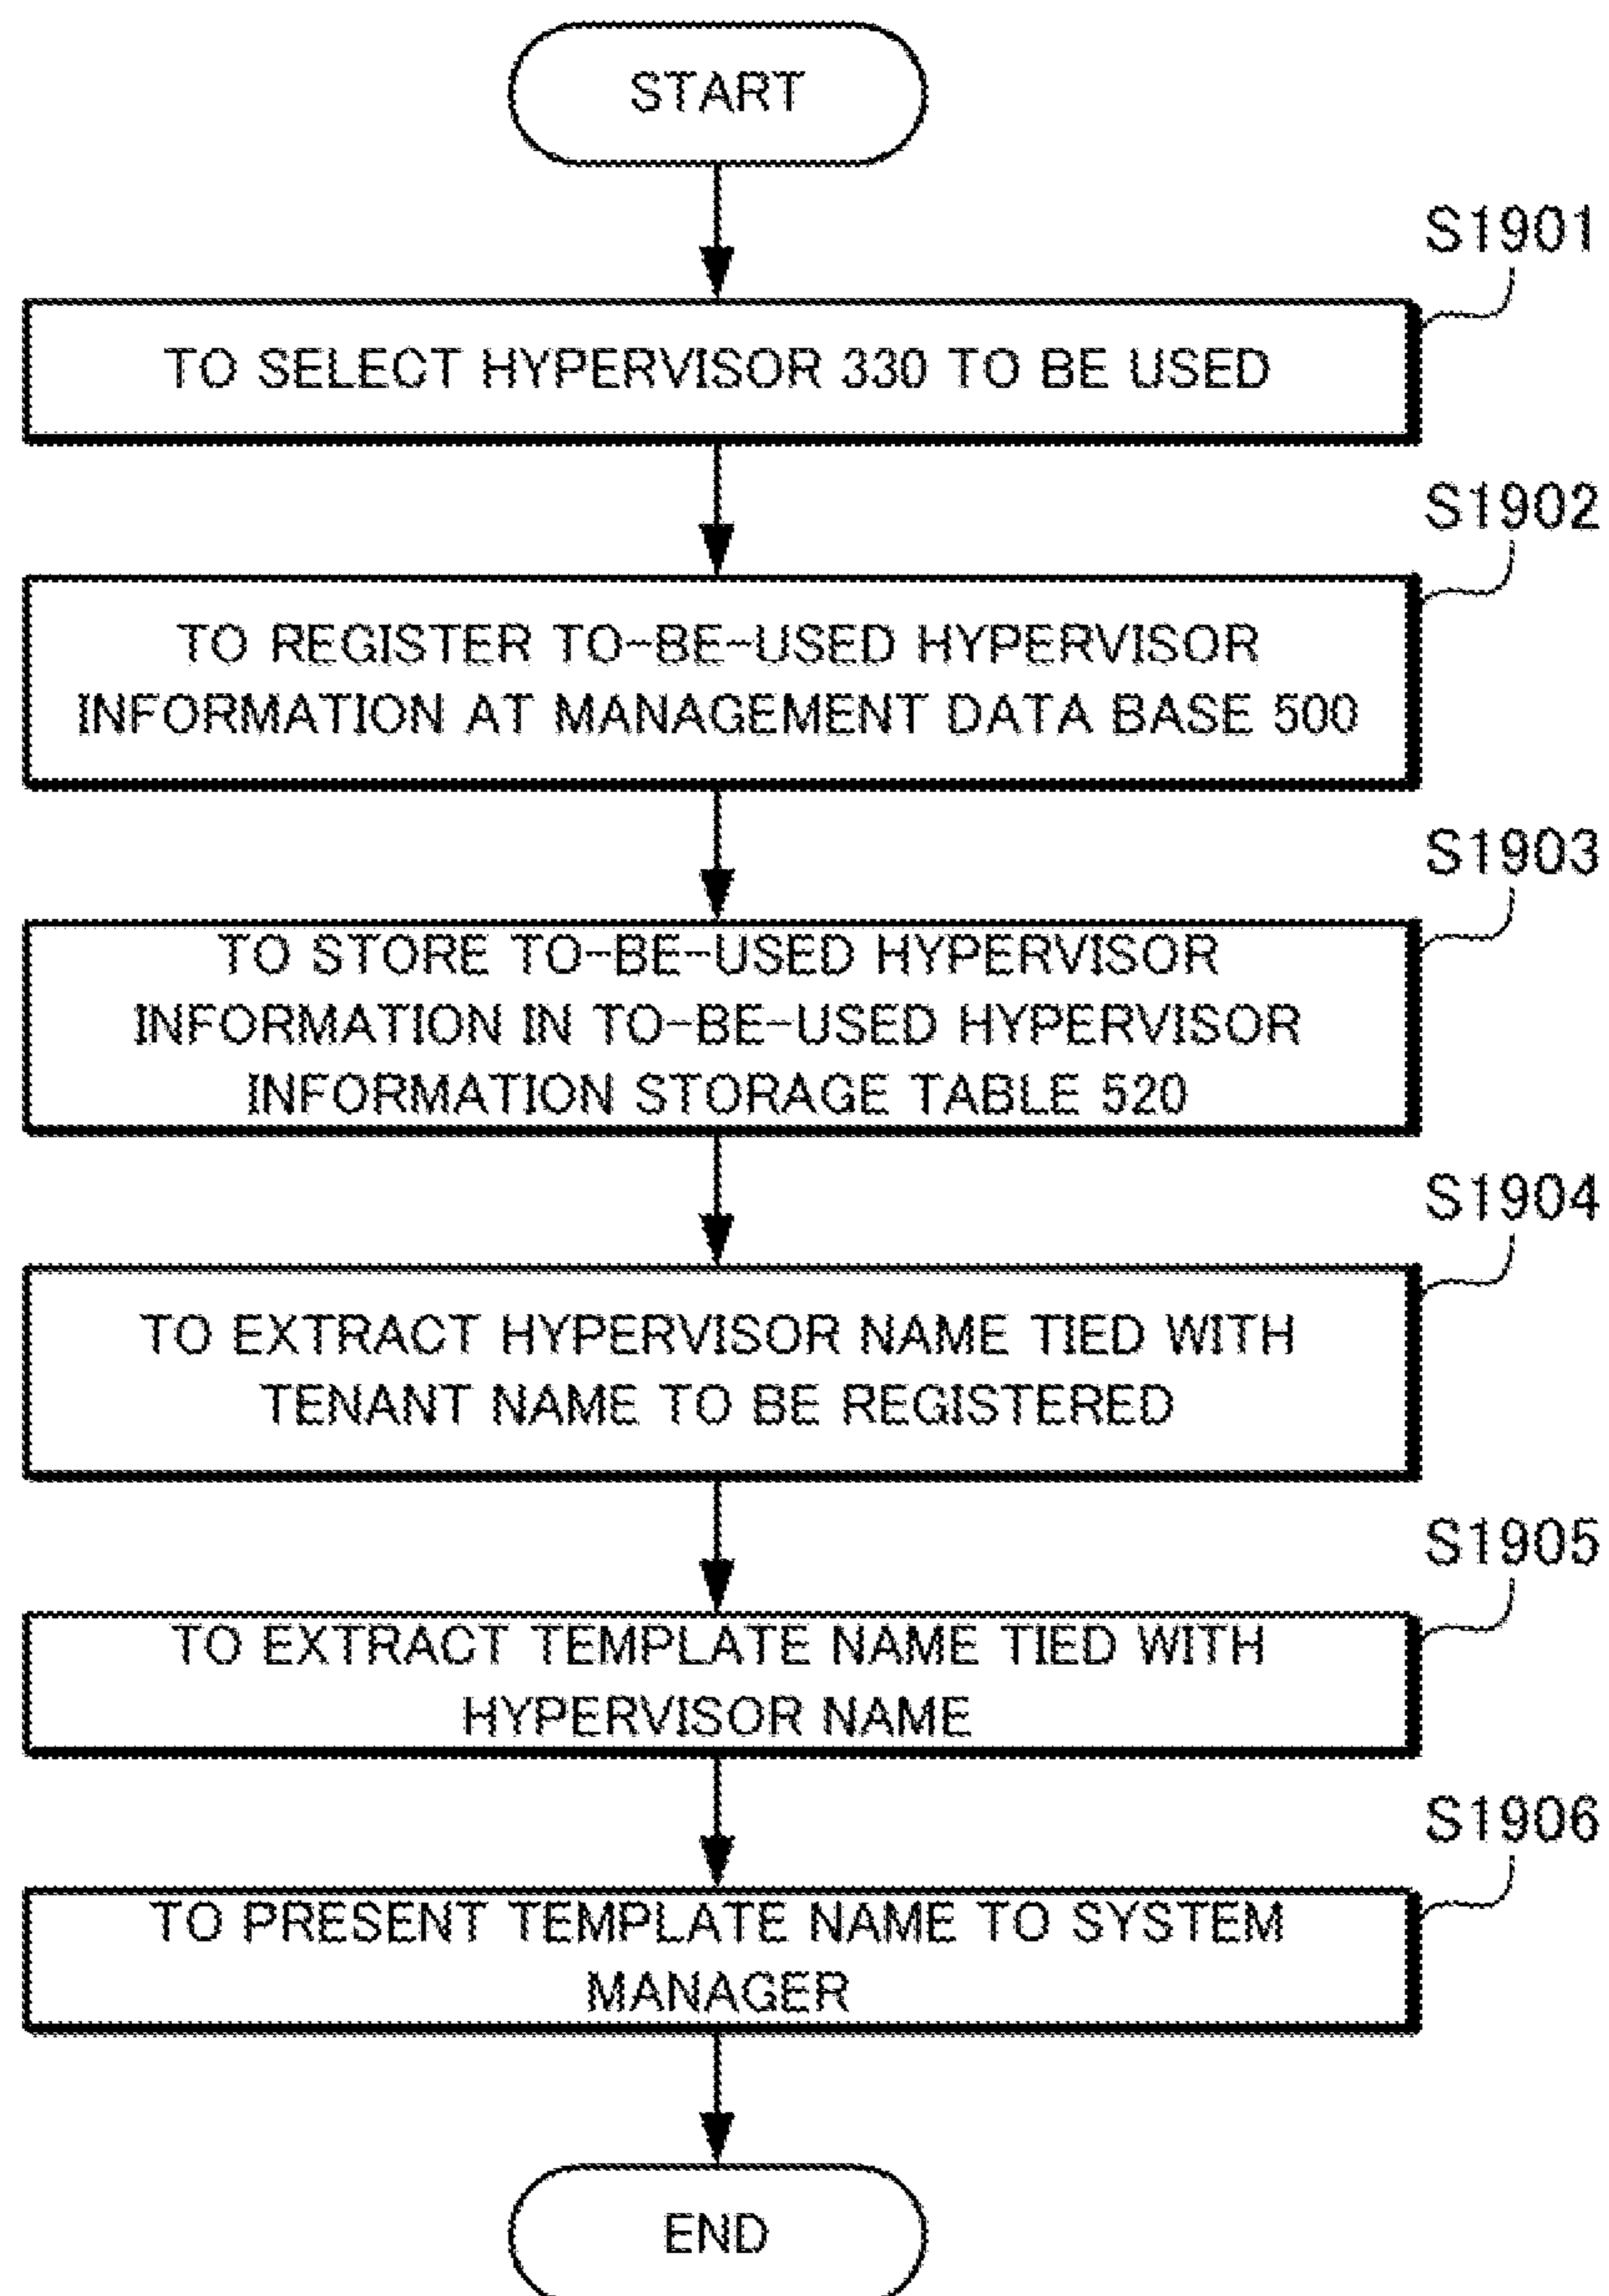 START
S1901
TO SELECT HYPERVISOR 330 TO BE USED
S1902
TO REGISTER TO-BE-USED HYPERVISOR
INFORMATION AT MANAGEMENT DATA BASE 500
S1903
TO STORE TO-BE-USED HYPERVISOR
INFORMATION IN TO-BE-USED HYPERVISOR
INFORMATION STORAGE TABLE 520
S1904
TO EXTRACT HYPERVISOR NAME TIED WITH
TENANT NAME TO BE REGISTERED
S1905
TO EXTRACT TEMPLATE NAME TIED WITH
HYPERVISOR NAME
S1906
TO PRESENT TEMPLATE NAME TO SYSTEM
MANAGER
END